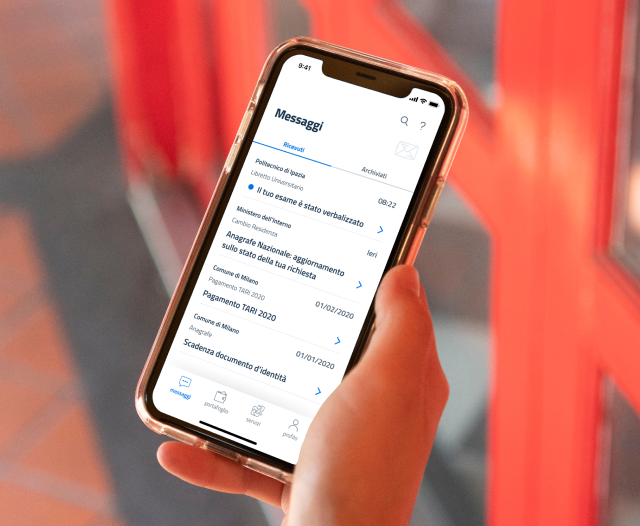 9:41
Messaggi
Ricevuti
Archiviati
Politecnico di Ipazia
Libretto Universitario
08:22
Il tuo esame è stato verbalizzato
Ministero dell'Interno
Cambio Residenza
Ieri
Anagrafe Nazionale: aggiornamento
sullo stato della tua richiesta
Comune di Milano
Pagamento TARI 2020
01/02/2020
Pagamento TARI 2020
Comune di Milano
Anagrafe
01/01/2020
Scadenza documento d'identità
messaggi
portafoglio
servizi
profilo